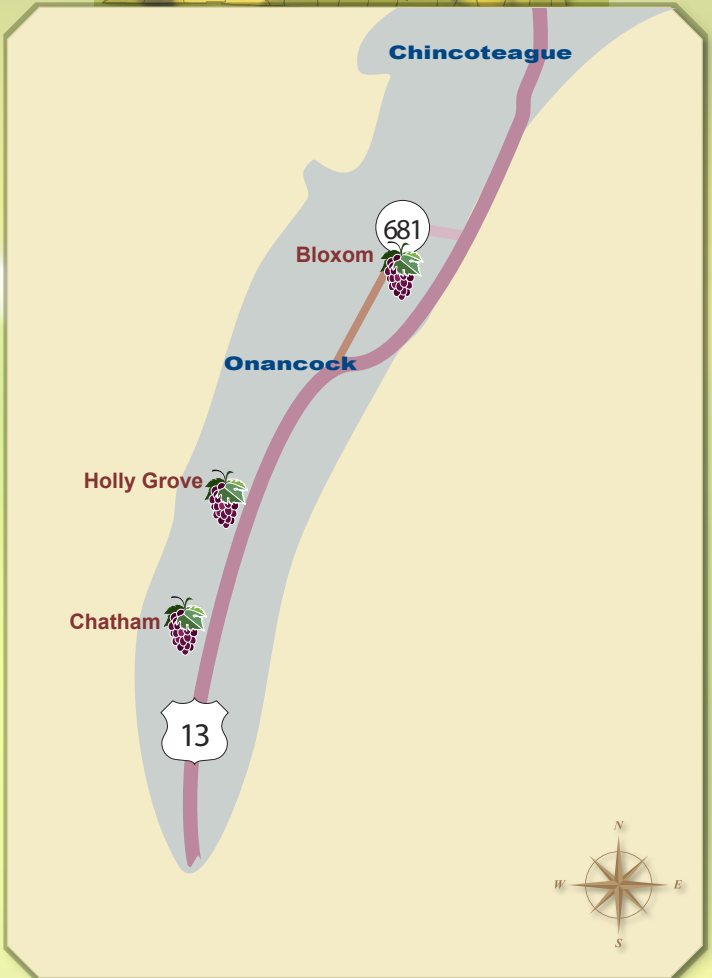 Chincoteague
681
Bloxom
Onancock
Holly Grove
Chatham
13
N
W
E
S